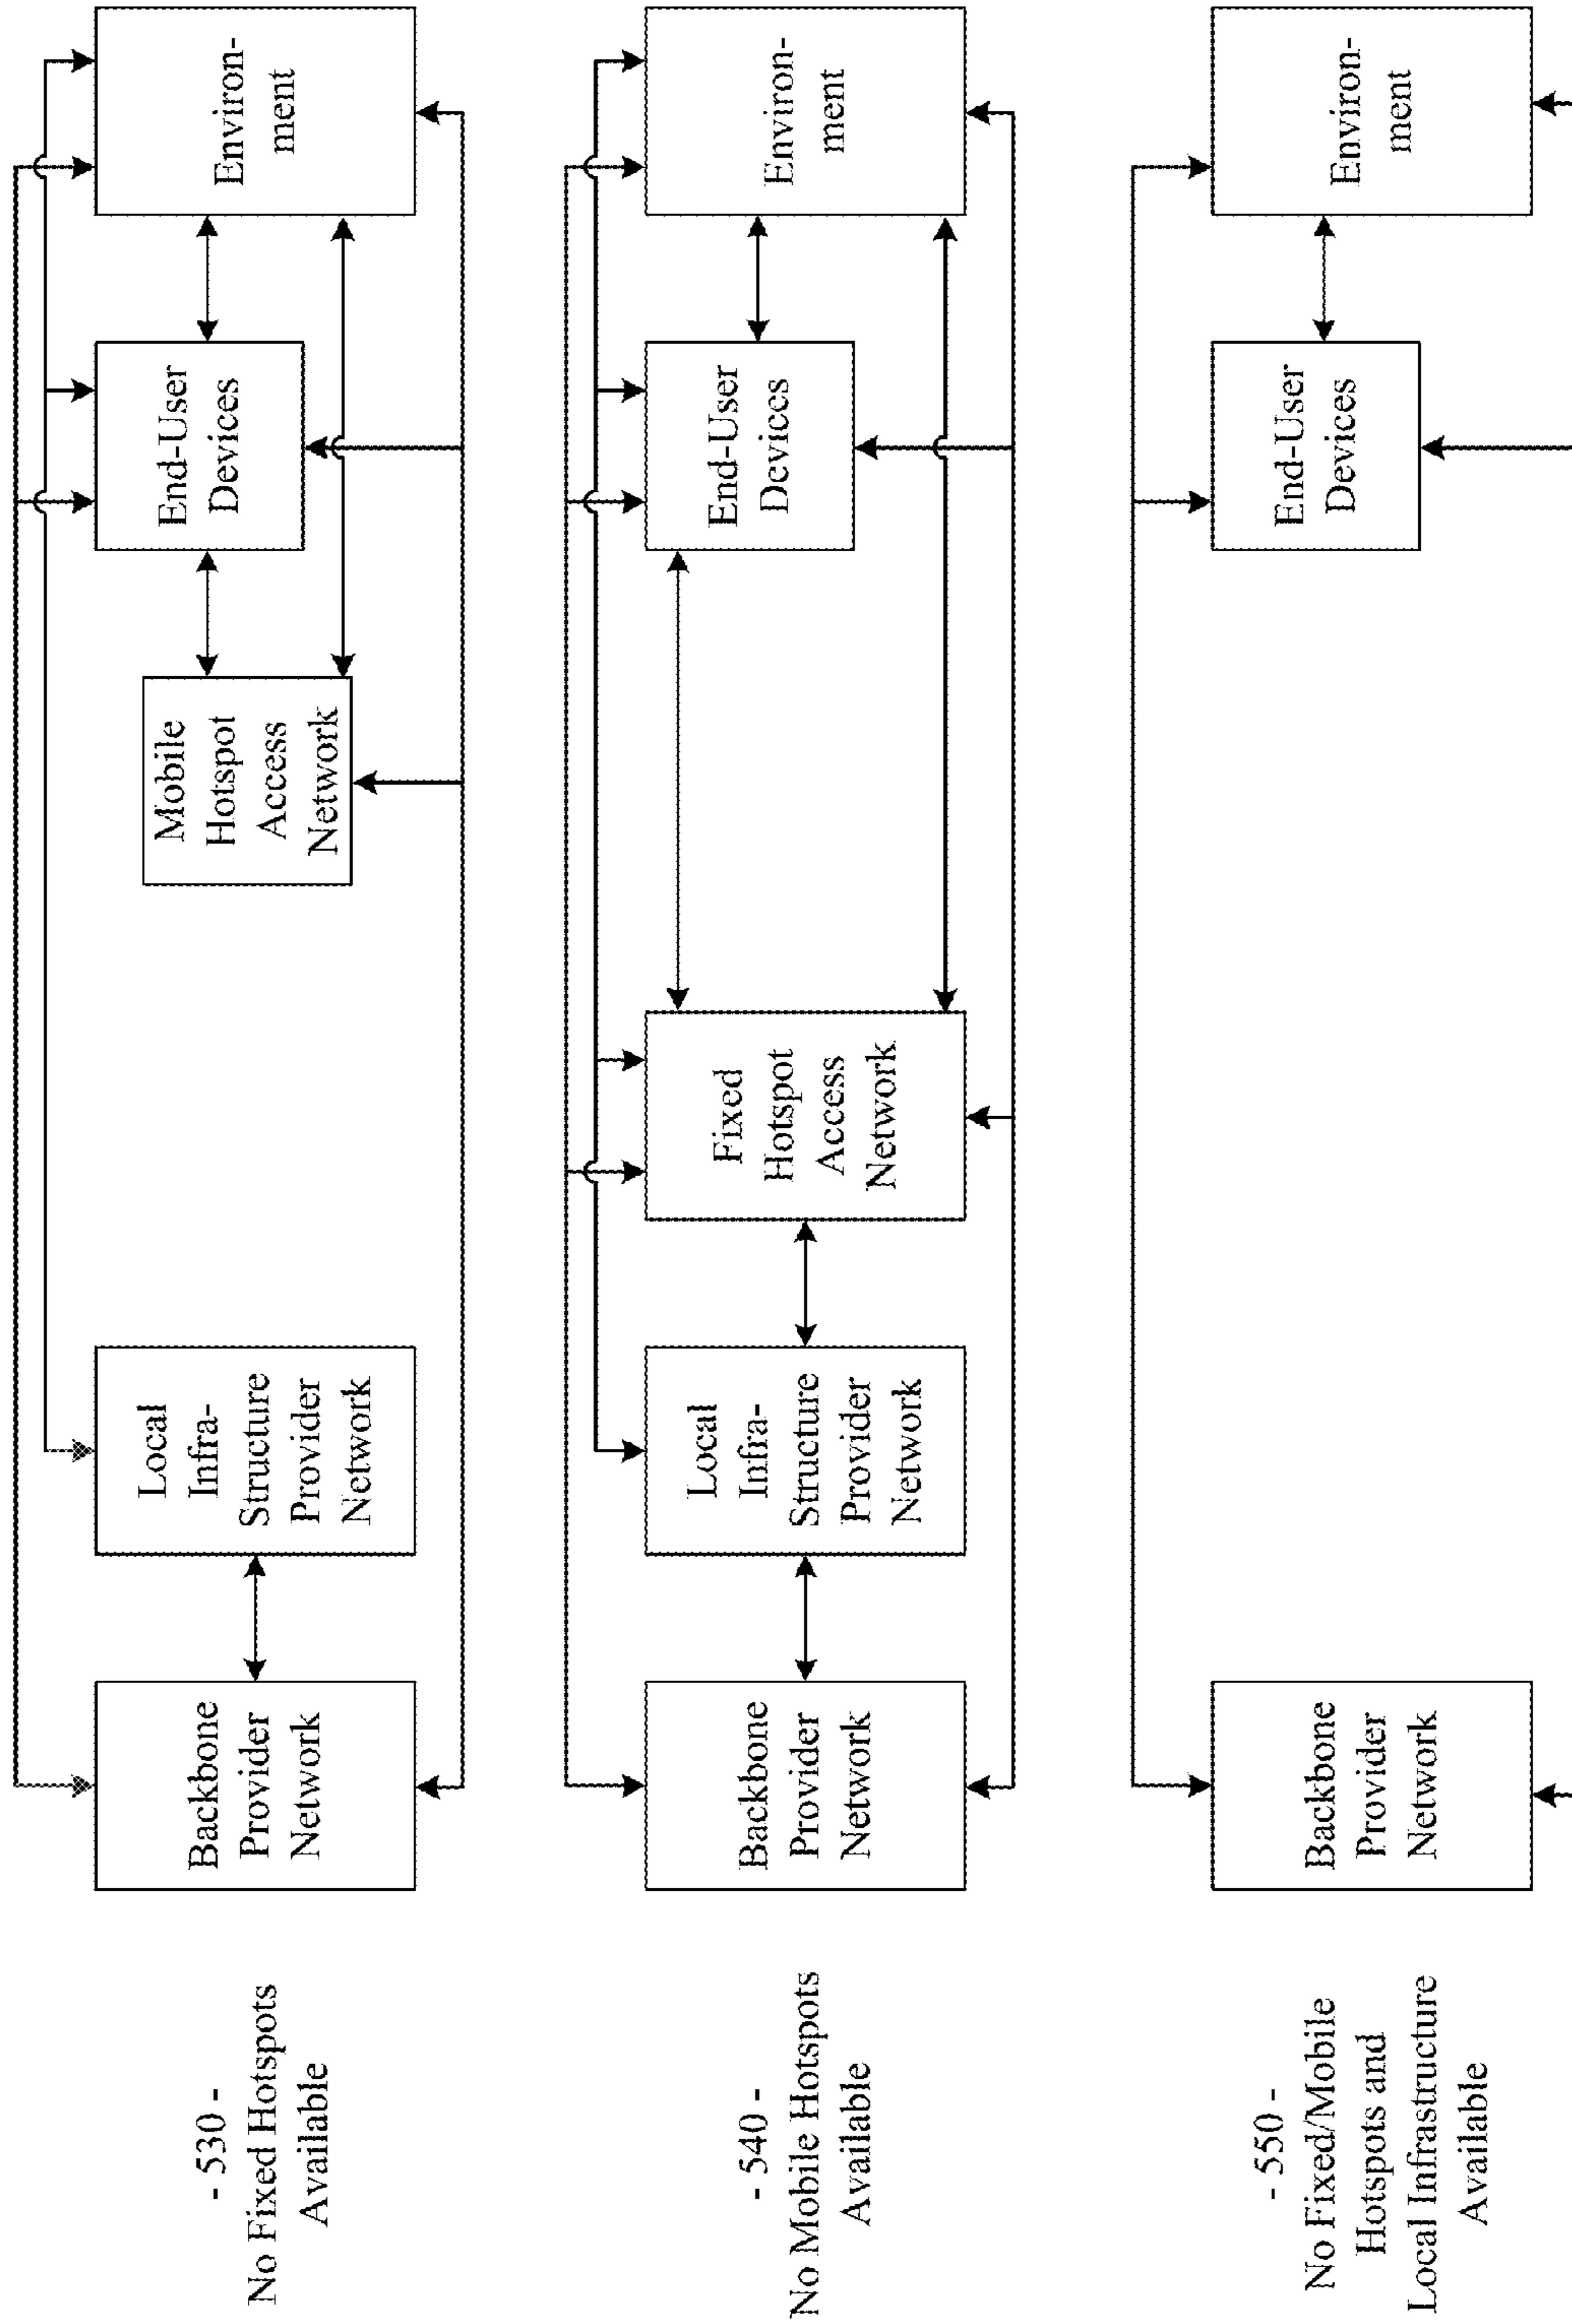 - 530 -
No Fixed Hotspots
Available
Backbone
Provider
Network
Local
Infra-
Structure
Provider
Network
Mobile
Hotspot
Access
Network
End-User
Devices
Environ-
ment
- 540 -
No Mobile Hotspots
Available
Backbone
Provider
Network
Local
Infra-
Structure
Provider
Network
Fixed
Hotspot
Access
Network
End-User
Devices
Environ-
ment
- 550 -
No Fixed/Mobile
Hotspots and
Local Infrastructure
Available
Backbone
Provider
Network
End-User
Devices
Environ-
ment